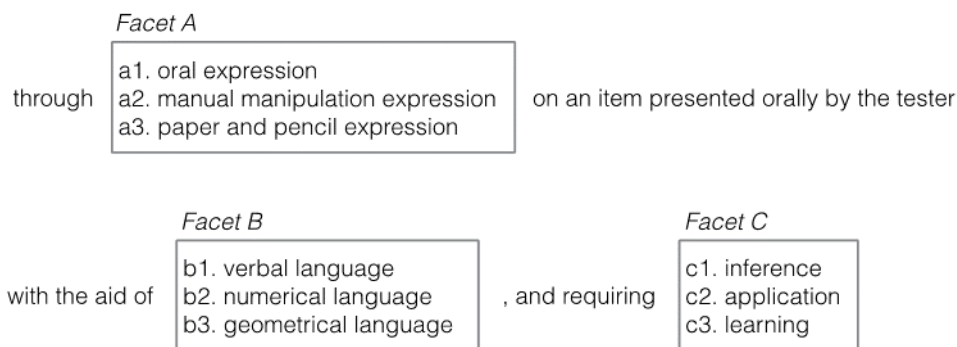 Facet A
a1. oral expression
through a2. manual manipulation expression on an item presented orally by the tester
a3. paper and pencil expression
Facet B Facet C
b1. verbal language c1. inference
with the aid of b2. numerical language , and requiring c2. application
b3. geometrical language c3. learning